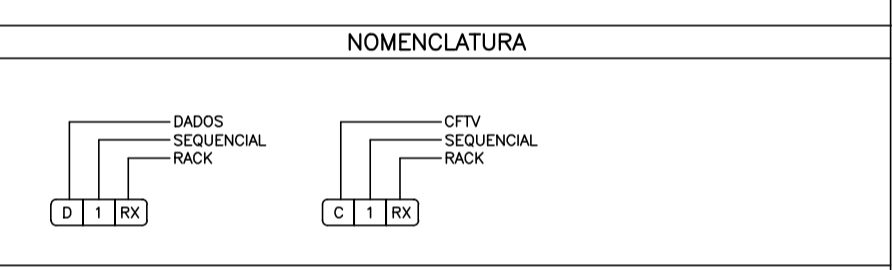 NOMENCLATURA
DADOS
SEQUENCIAL
RACK
D 1 RX
CFTV
SEQUENCIAL
RACK
C 1 RX